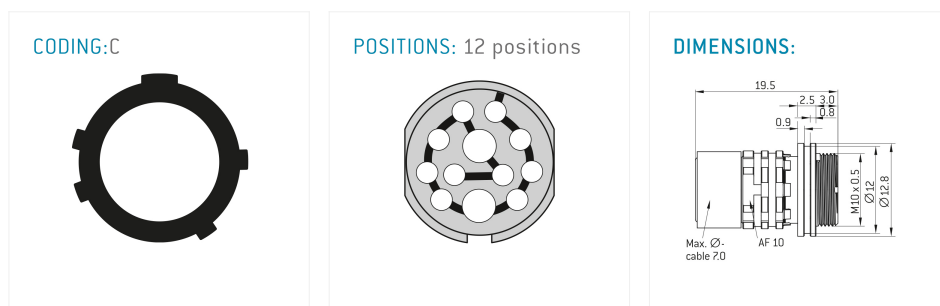 CODING:C
POSITIONS: 12 positions
DIMENSIONS:
19.5
2.5 3.0
0.8
0.9
M10 x 0.5
Ø12
Ø12.8
Max. Ø-
cable 7.0
AF 10